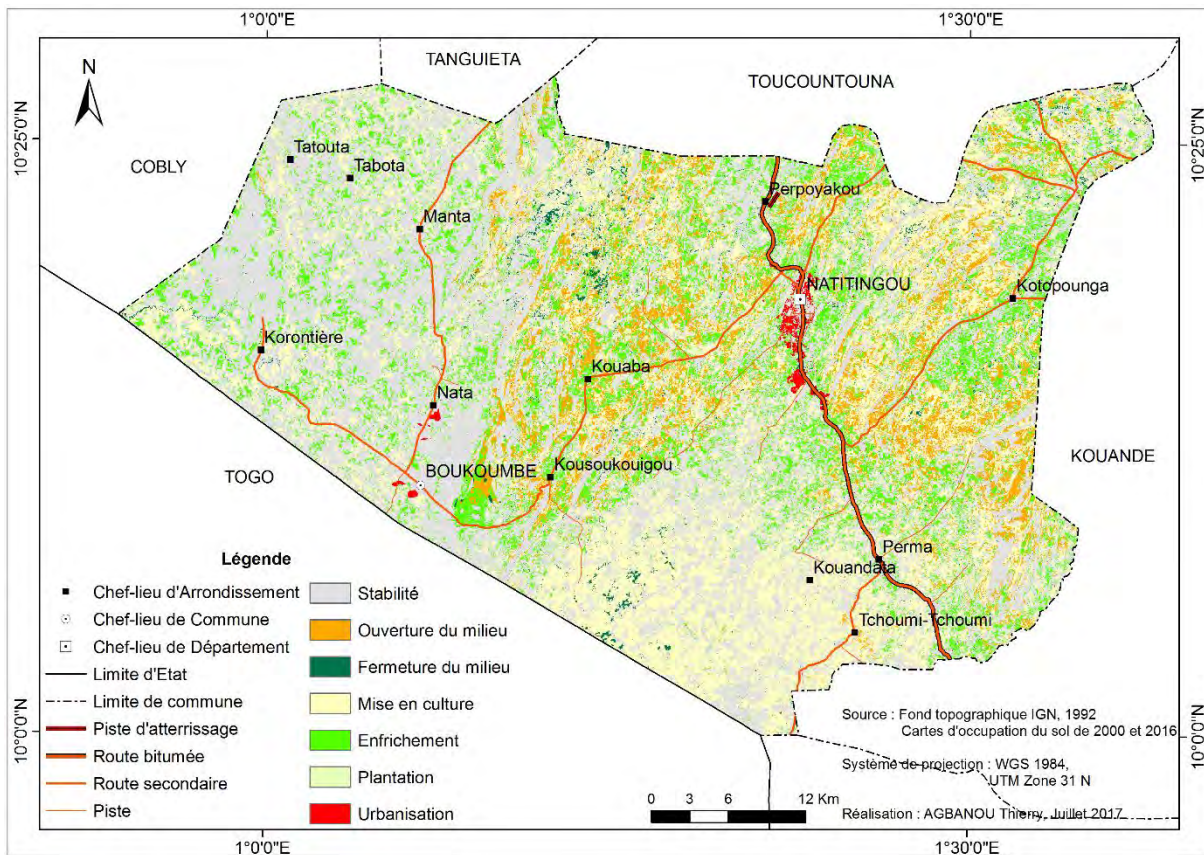 1°0'0"E
1°30'0"E
TANGUIETA
TOUCOUNTOUNA
N
10°25'0"N
10°25'0"N
COBLY
Tatouta
Tabota
Perpoyakou
Manta
NATITINGOU
Kotopounga
Korontière
Kouaba
Nata
TOGO
BOUKOUMBE
Kousoukouigou
KOUANDE
Perma
Kouandata
Tchoumi-Tchoumi
Légende
Chef-lieu d'Arrondissement
Chef-lieu de Commune
Chef-lieu de Département
Limite d'Etat
Limite de commune
Piste d'atterrissage
Route bitumée
Route secondaire
Piste
Stabilité
Ouverture du milieu
Fermeture du milieu
Mise en culture
Enfrichement
Plantation
Urbanisation
10°0'0"N
10°0'0"N
Source : Fond topographique IGN, 1992
Cartes d'occupation du sol de 2000 et 2016
Système de projection : WGS 1984,
UTM Zone 31 N
0 3 6 12 Km
Réalisation : AGBANOU Thierry, Juillet 2017
1°0'0"E
1°30'0"E